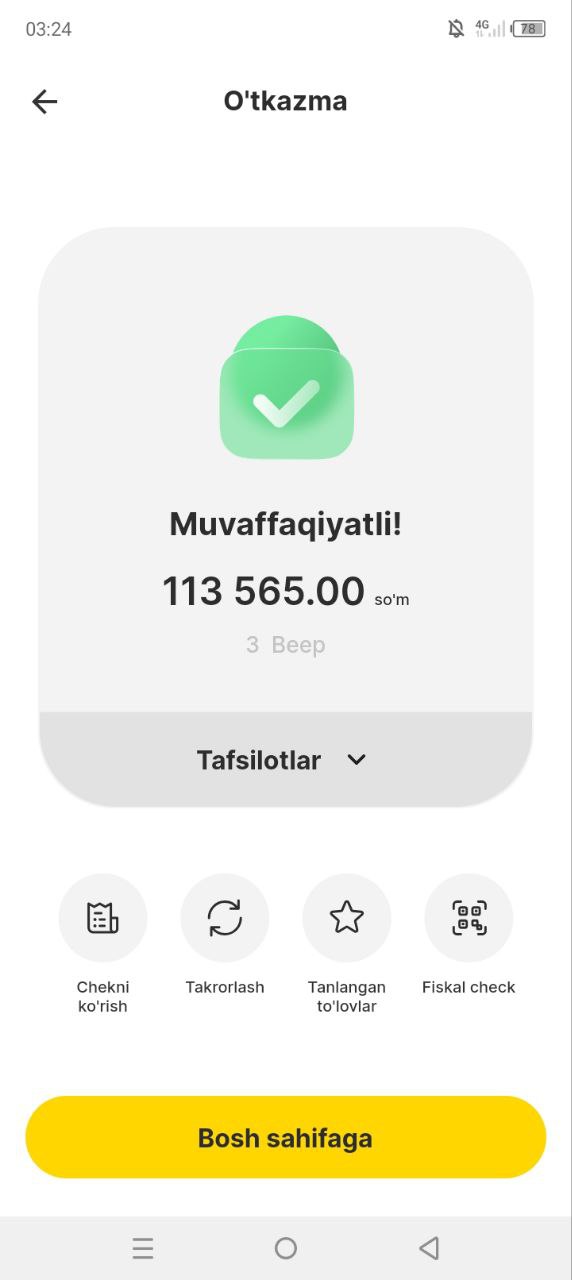 03:24
4G
78
O'tkazma
Muvaffaqiyatli!
113 565.00 so'm
3 Beep
Tafsilotlar
Chekni
ko'rish
Takrorlash
Tanlangan
to'lovlar
Fiskal check
Bosh sahifaga